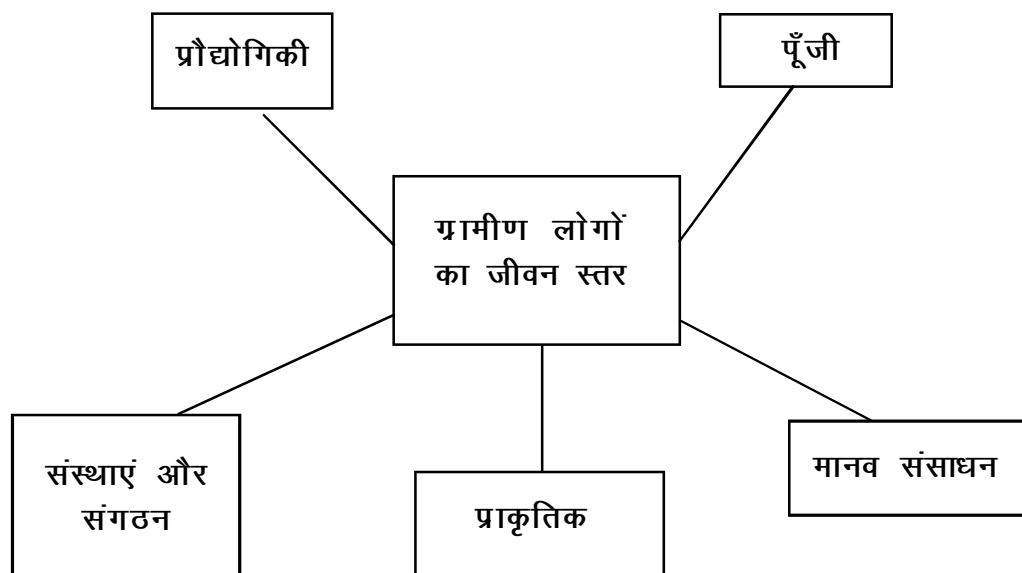 प्रौद्योगिकी
पूँजी
ग्रामीण लोगों
का जीवन स्तर
संस्थाएं और
संगठन
प्राकृतिक
मानव संसाधन